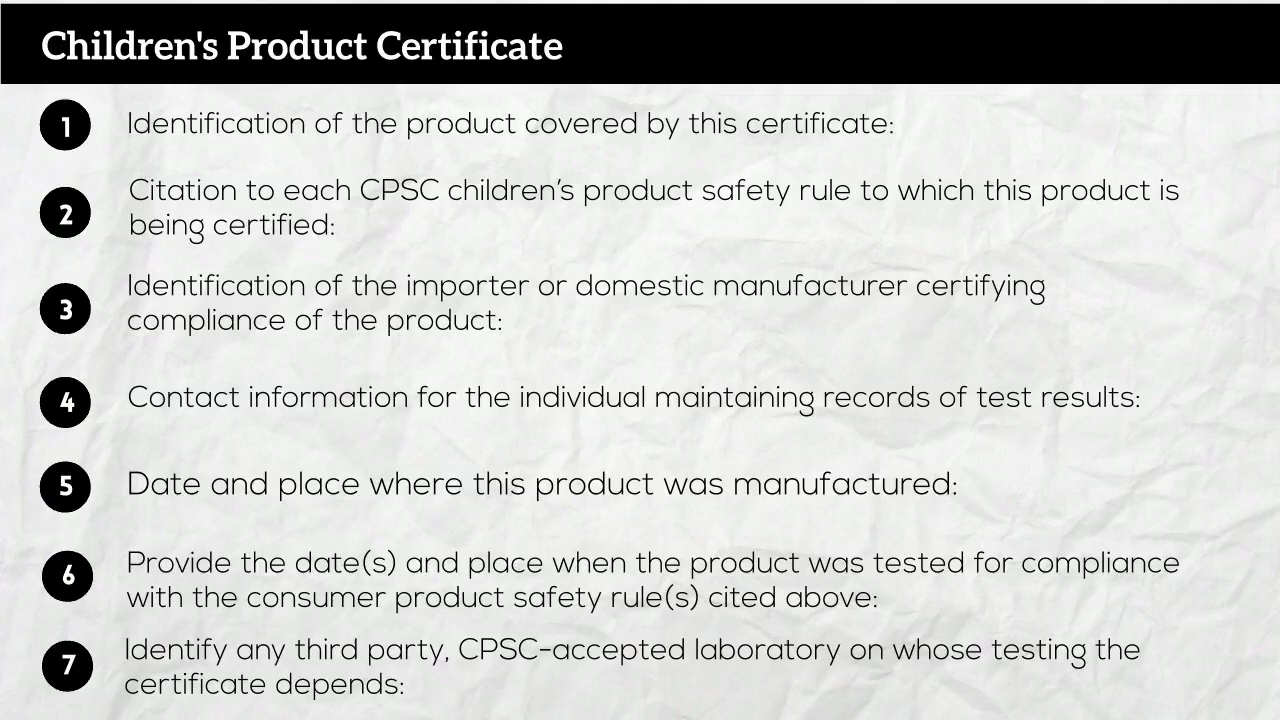 Children's Product Certificate
1
Identification of the product covered by this certificate:
2
Citation to each CPSC children’s product safety rule to which this product is
being certified:
3
Identification of the importer or domestic manufacturer certifying
compliance of the product:
4
Contact information for the individual maintaining records of test results:
5
Date and place where this product was manufactured:
6
Provide the date(s) and place when the product was tested for compliance
with the consumer product safety rule(s) cited above:
7
Identify any third party, CPSC-accepted laboratory on whose testing the
certificate depends: